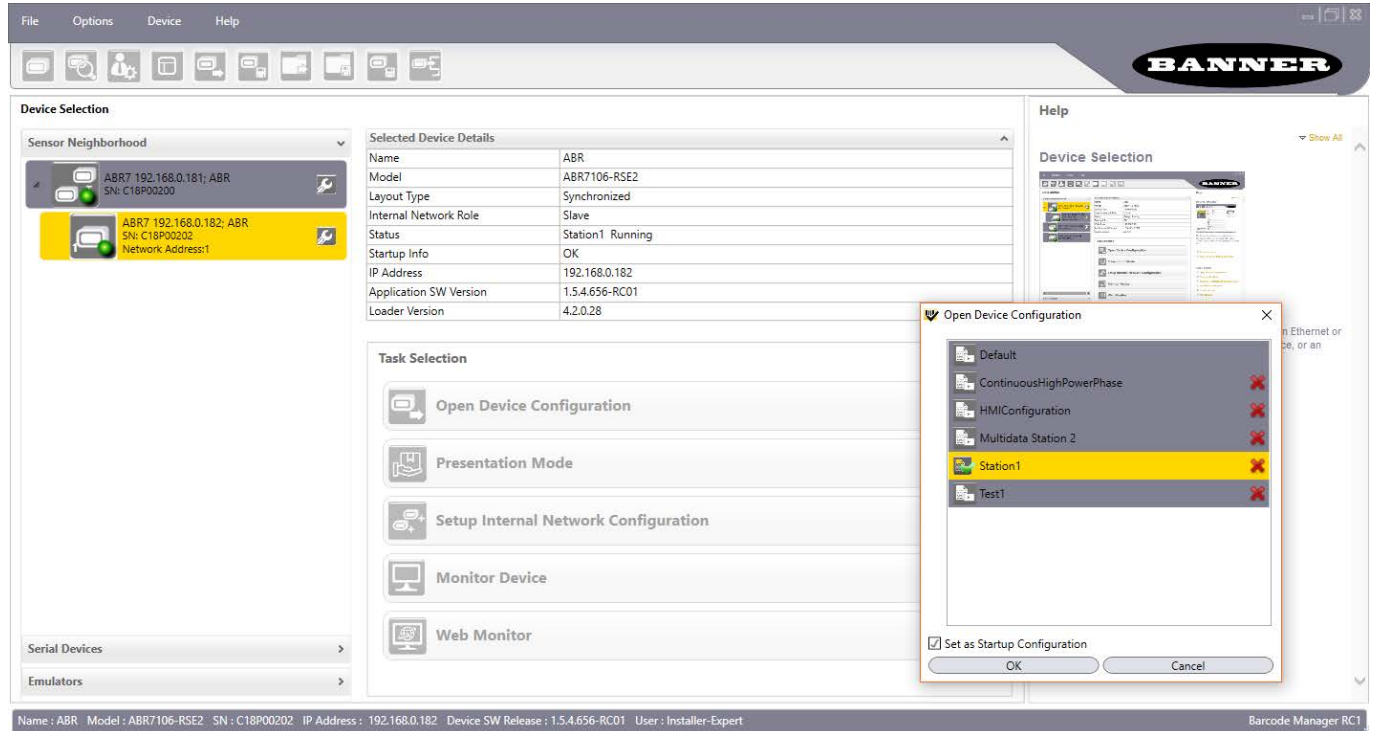 File Options Device Help
BANNER
Device Selection
Sensor Neighborhood
ABR7 192.168.0.181; ABR
SN: C18P00200
ABR7 192.168.0.182; ABR
SN: C18P00202
Network Address:1
Serial Devices
Emulators
Selected Device Details
Name ABR
Model ABR7106-RSE2
Layout Type Synchronized
Internal Network Role Slave
Status Station1 Running
Startup Info OK
IP Address 192.168.0.182
Application SW Version 1.5.4.656-RC01
Loader Version 4.2.0.28
Task Selection
Open Device Configuration
Presentation Mode
Setup Internal Network Configuration
Monitor Device
Web Monitor
Help
Show All
Device Selection
n Ethernet or
ce, or an
Open Device Configuration
Default
ContinuousHighPowerPhase
HMIConfiguration
Multidata Station 2
Station1
Test1
Set as Startup Configuration
OK Cancel
Name : ABR Model : ABR7106-RSE2 SN : C18P00202 IP Address : 192.168.0.182 Device SW Release : 1.5.4.656-RC01 User : Installer-Expert
Barcode Manager RC1